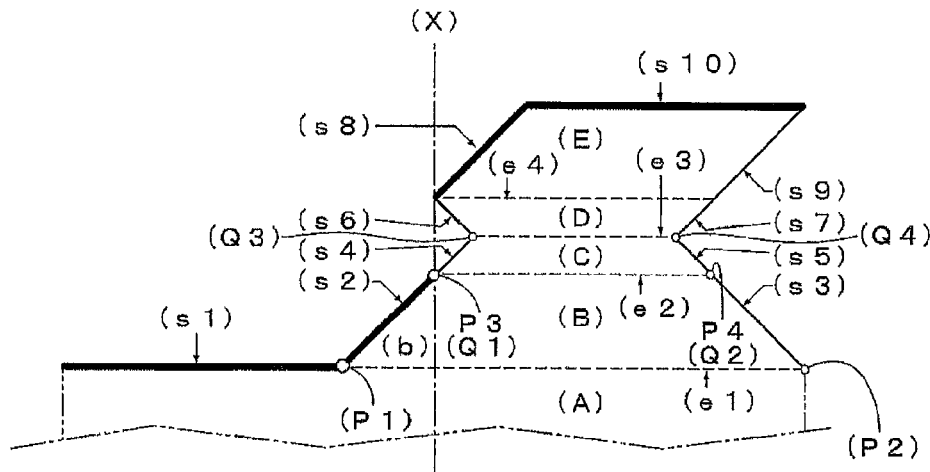 (X)
(s10)
(s8)
(E)
(e4)
(e3)
(s9)
(s6)
(D)
(s7)
(Q3)
(Q4)
(s4)
(C)
(s5)
(s2)
(e2)
(s3)
(s1)
P3
(B)
P4
(b)
(Q1)
(Q2)
(P1)
(A)
(e1)
(P2)